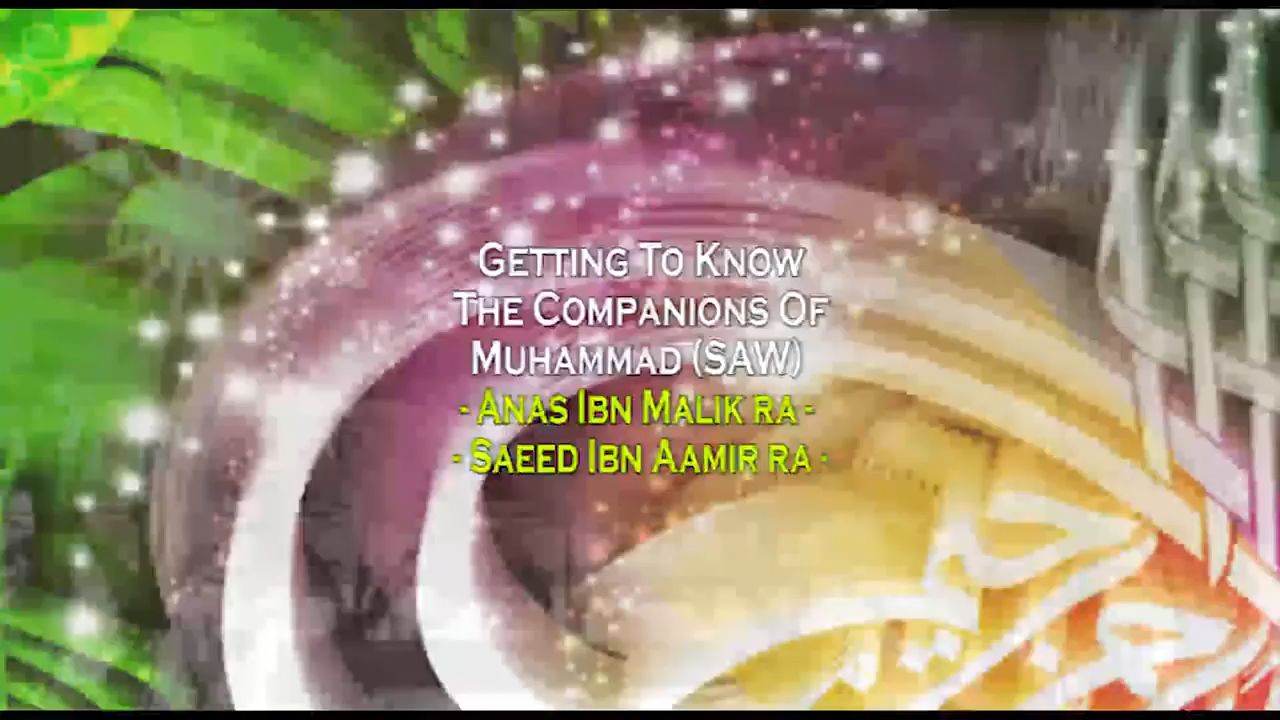 Getting To Know
The Companions Of
Muhammad (SAW)
- Anas Ibn Malik ra -
- Saeed Ibn Aamir ra -